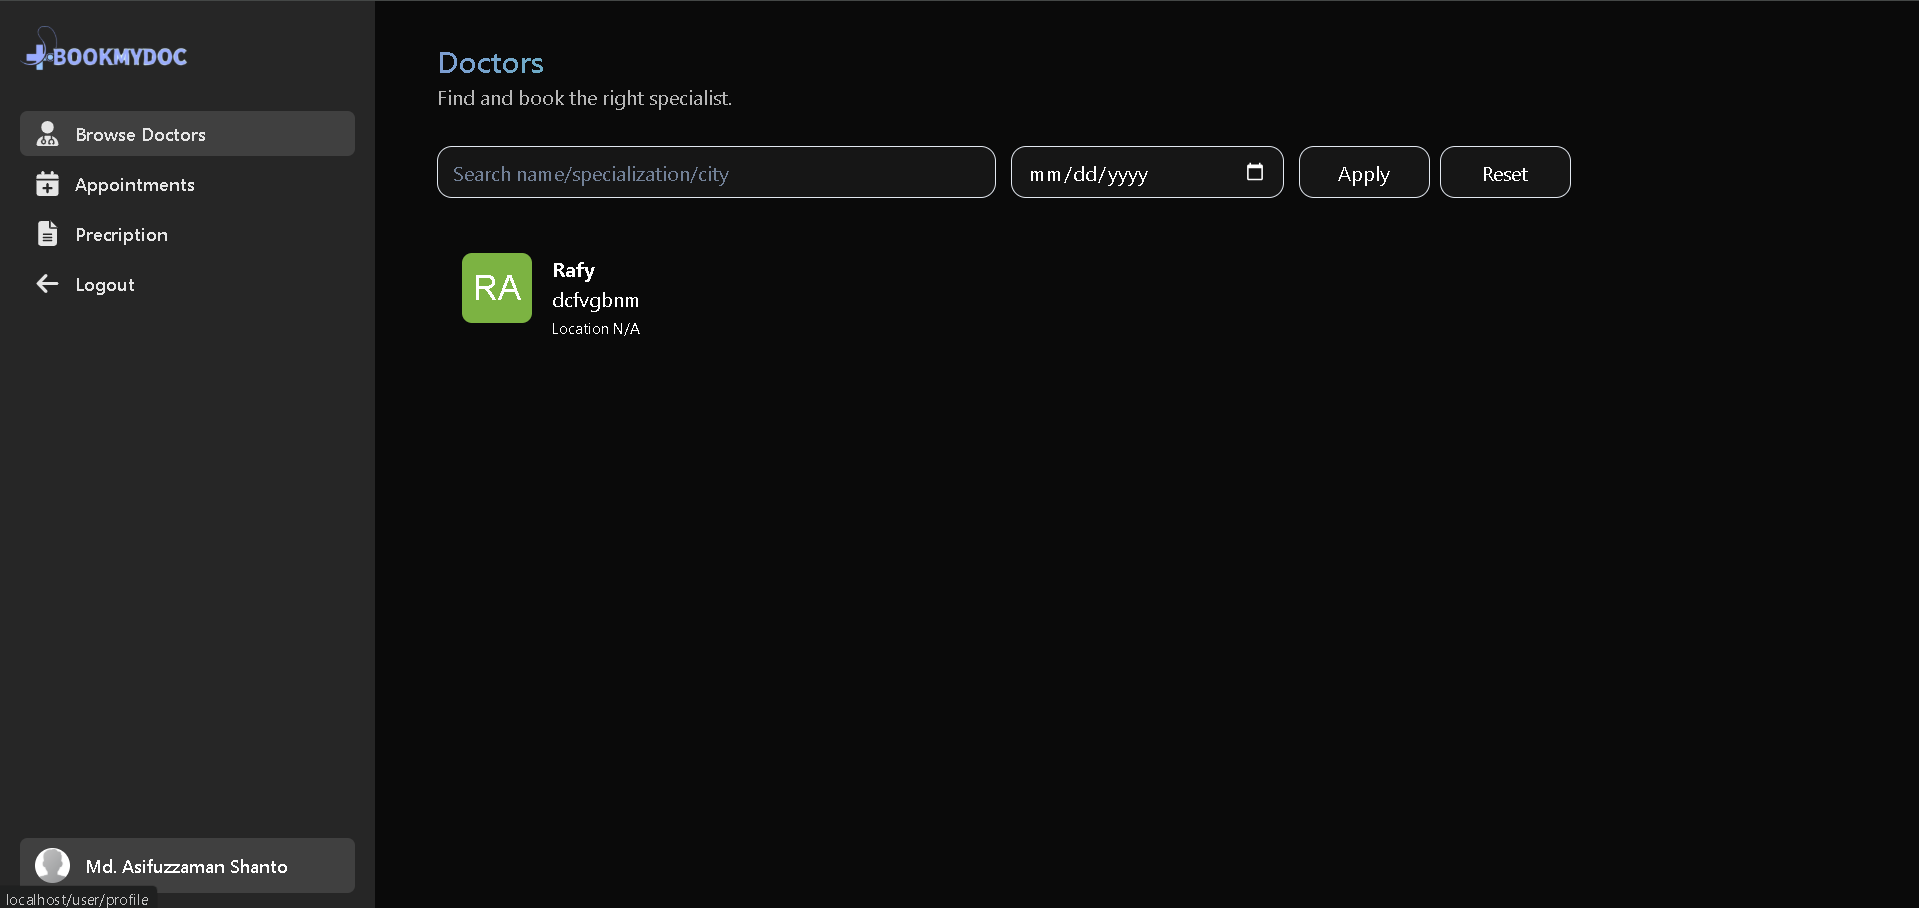 BOOKMYDOC
Browse Doctors
Appointments
Precription
Logout
Doctors
Find and book the right specialist.
Search name/specialization/city
mm/dd/yyyy
Apply
Reset
RA
Rafy
dcfvgbnm
Location N/A
Md. Asifuzzaman Shanto
localhost/user/profile